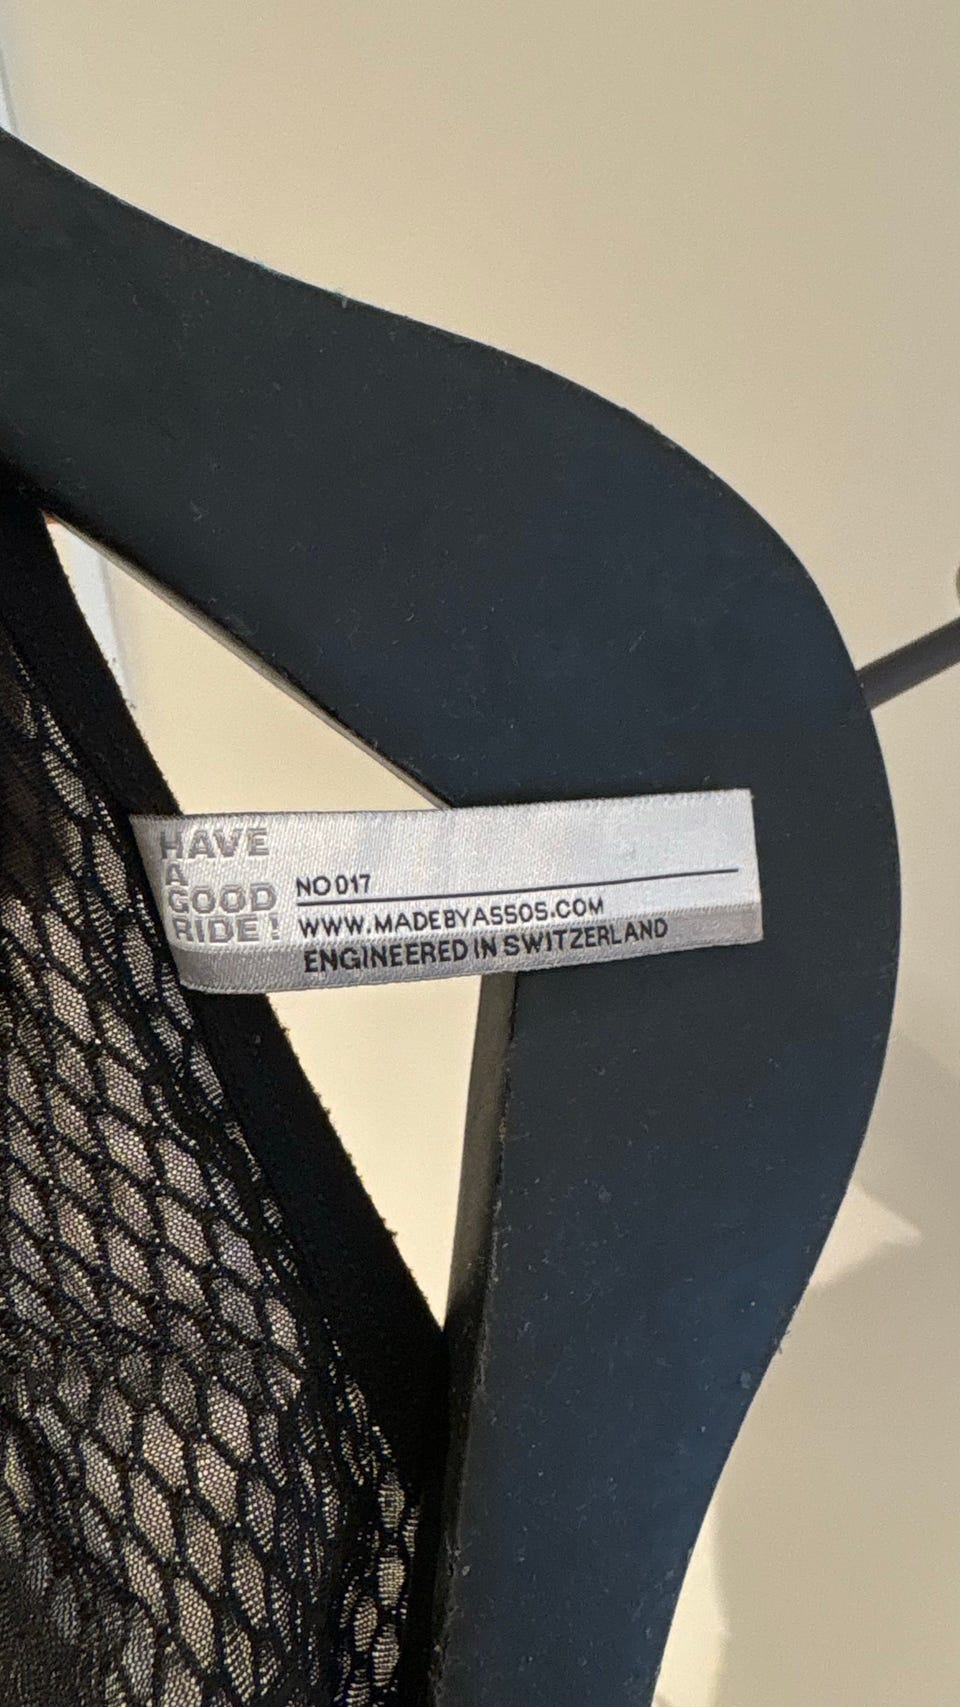 HAVE
A
GOOD
RIDE!
NO 017
WWW.MADEBYASSOS.COM
ENGINEERED IN SWITZERLAND